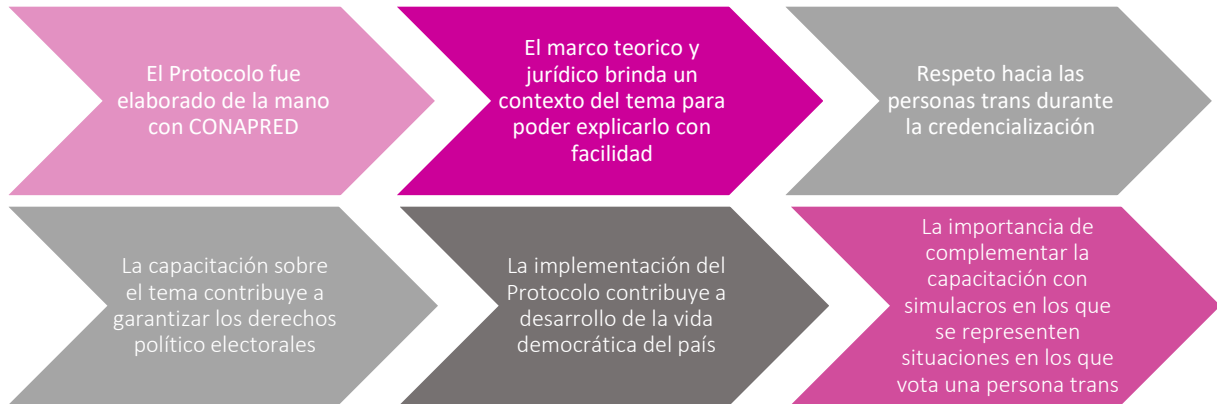 El Protocolo fue
elaborado de la mano
con CONAPRED
El marco teorico y
jurídico brinda un
contexto del tema para
poder explicarlo con
facilidad
Respeto hacia las
personas trans durante
la credencialización
La capacitación sobre
el tema contribuye a
garantizar los derechos
político electorales
La implementación del
Protocolo contribuye a
desarrollo de la vida
democrática del país
La importancia de
complementar la
capacitación con
simulacros en los que
se representen
situaciones en los que
vota una persona trans